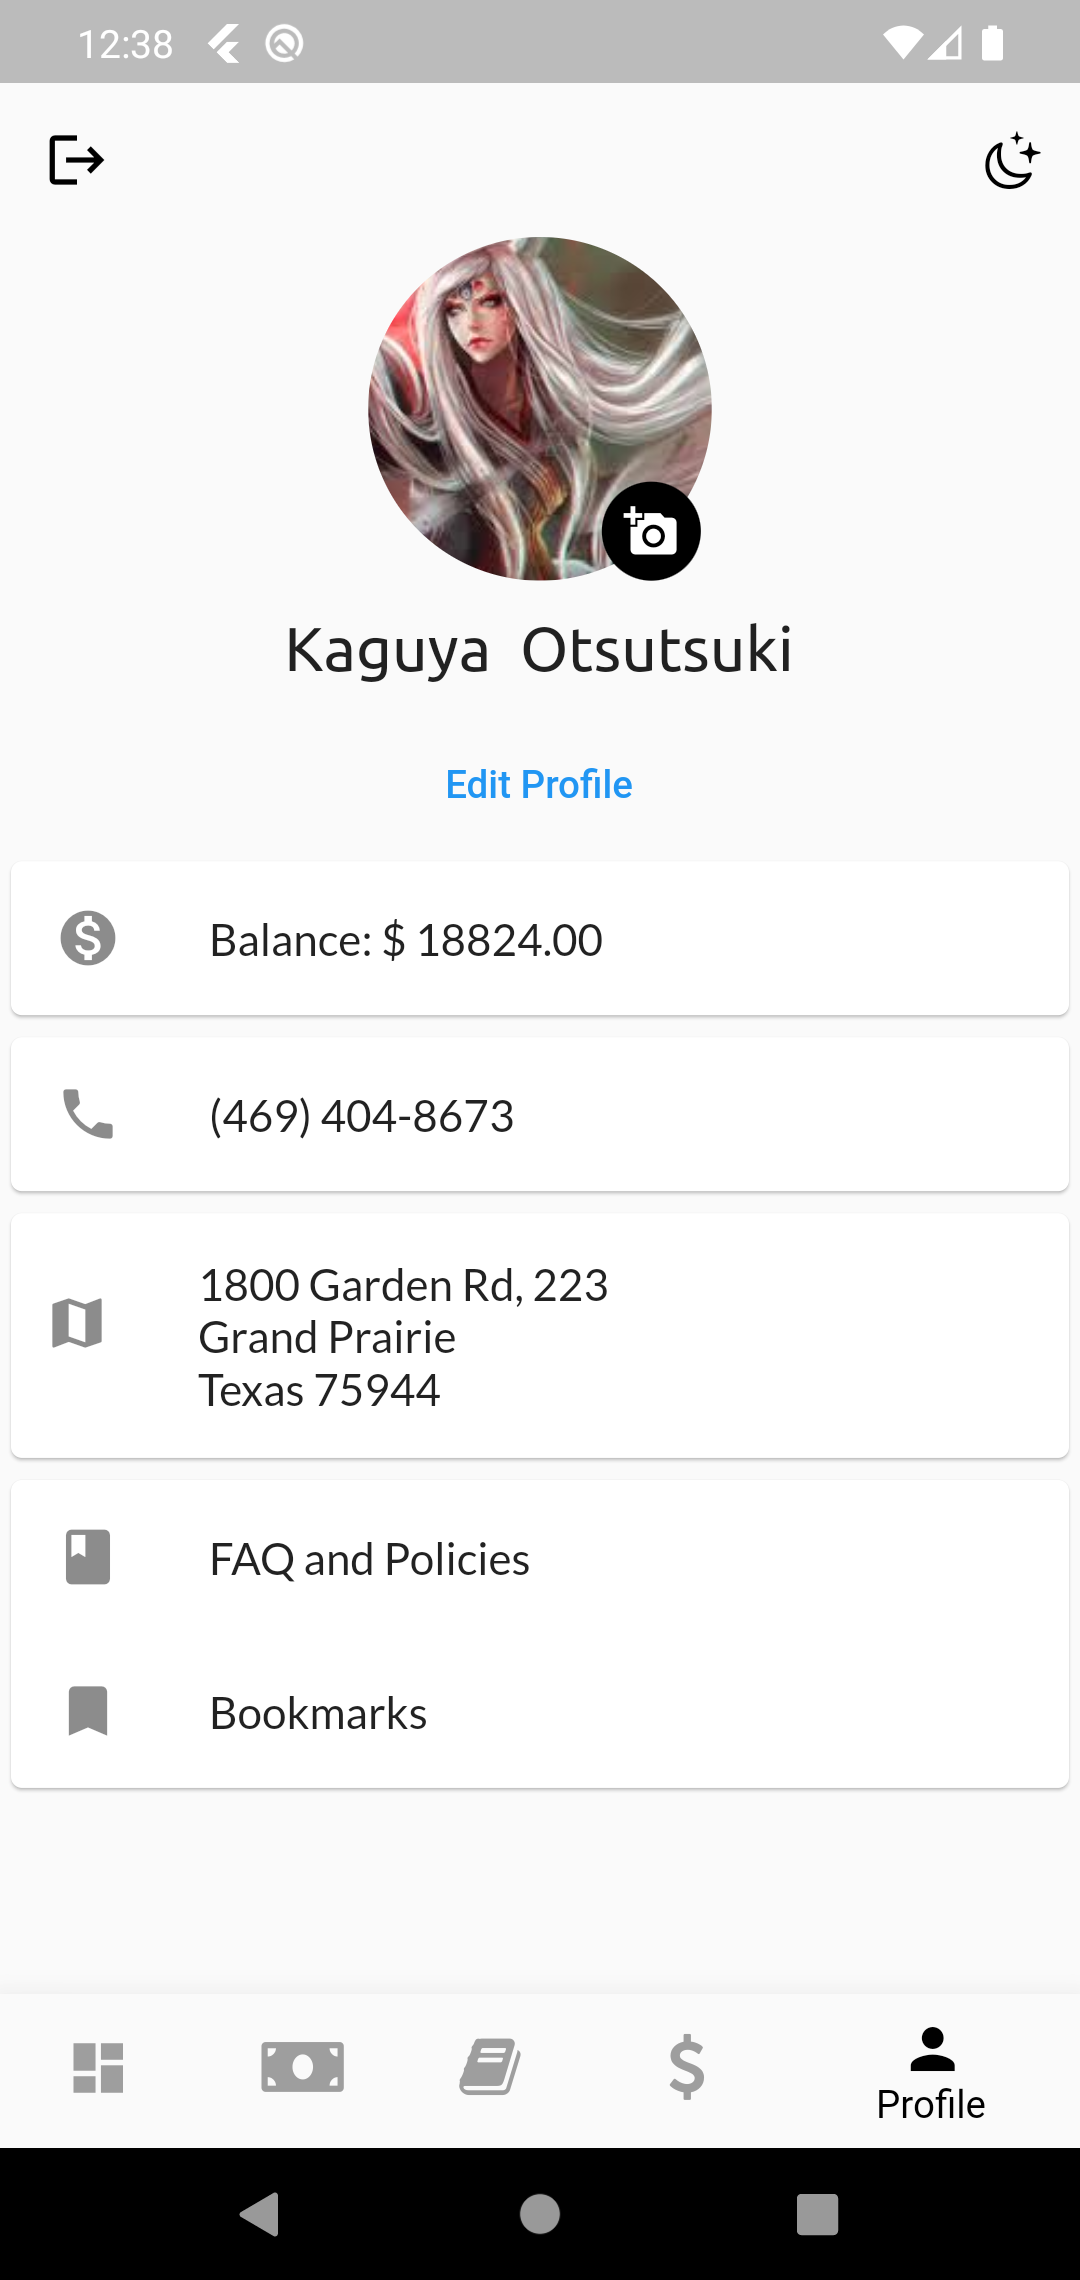 12:38
Kaguya Otsutsuki
Edit Profile
Balance: $ 18824.00
(469) 404-8673
1800 Garden Rd, 223
Grand Prairie
Texas 75944
FAQ and Policies
Bookmarks
Profile